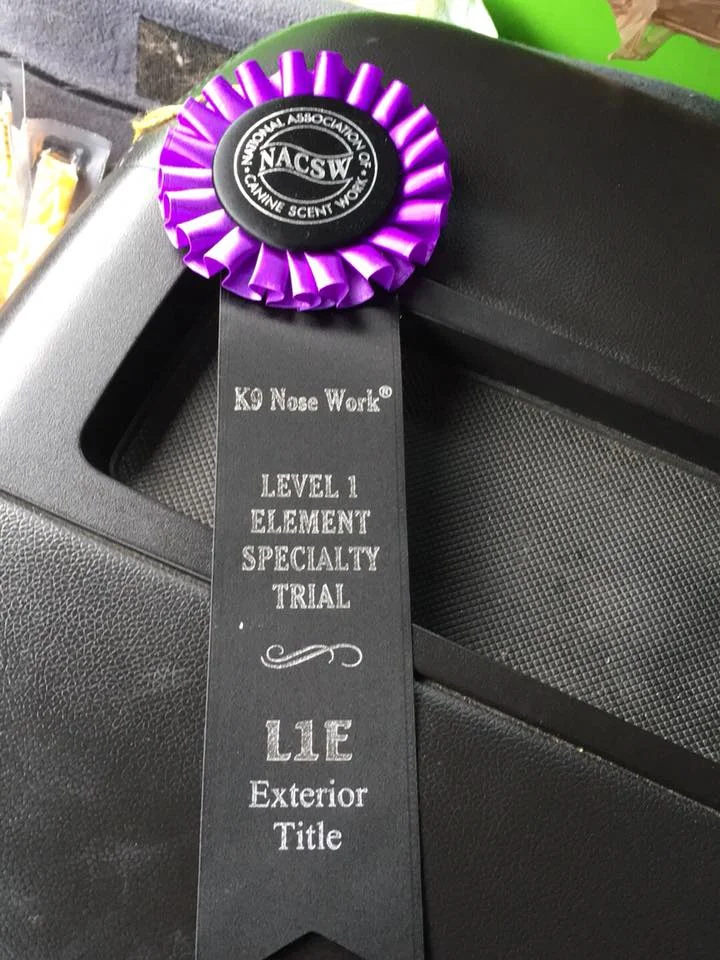 NATIONAL ASSOCIATION OF
NACSW
• CANINE SCENT WORK •
K9 Nose Work®
LEVEL 1
ELEMENT
SPECIALTY
TRIAL
L1E
Exterior
Title